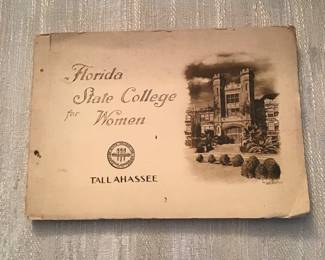 Florida
State College
for Women
TALLAHASSEE